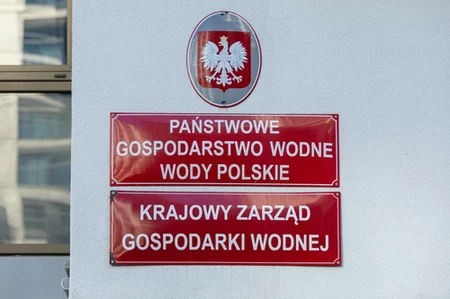 PAŃSTWOWE
GOSPODARSTWO WODNE
WODY POLSKIE
KRAJOWY ZARZĄD
GOSPODARKI WODNEJ